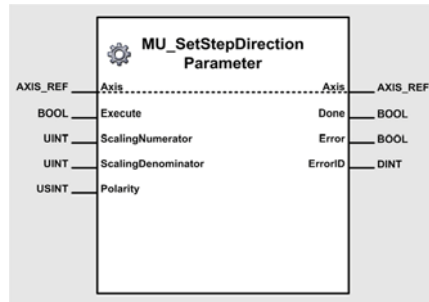 MU_SetStepDirection
Parameter
AXIS_REF Axis Axis AXIS_REF
BOOL Execute Done BOOL
UINT ScalingNumerator Error BOOL
UINT ScalingDenominator ErrorID DINT
USINT Polarity